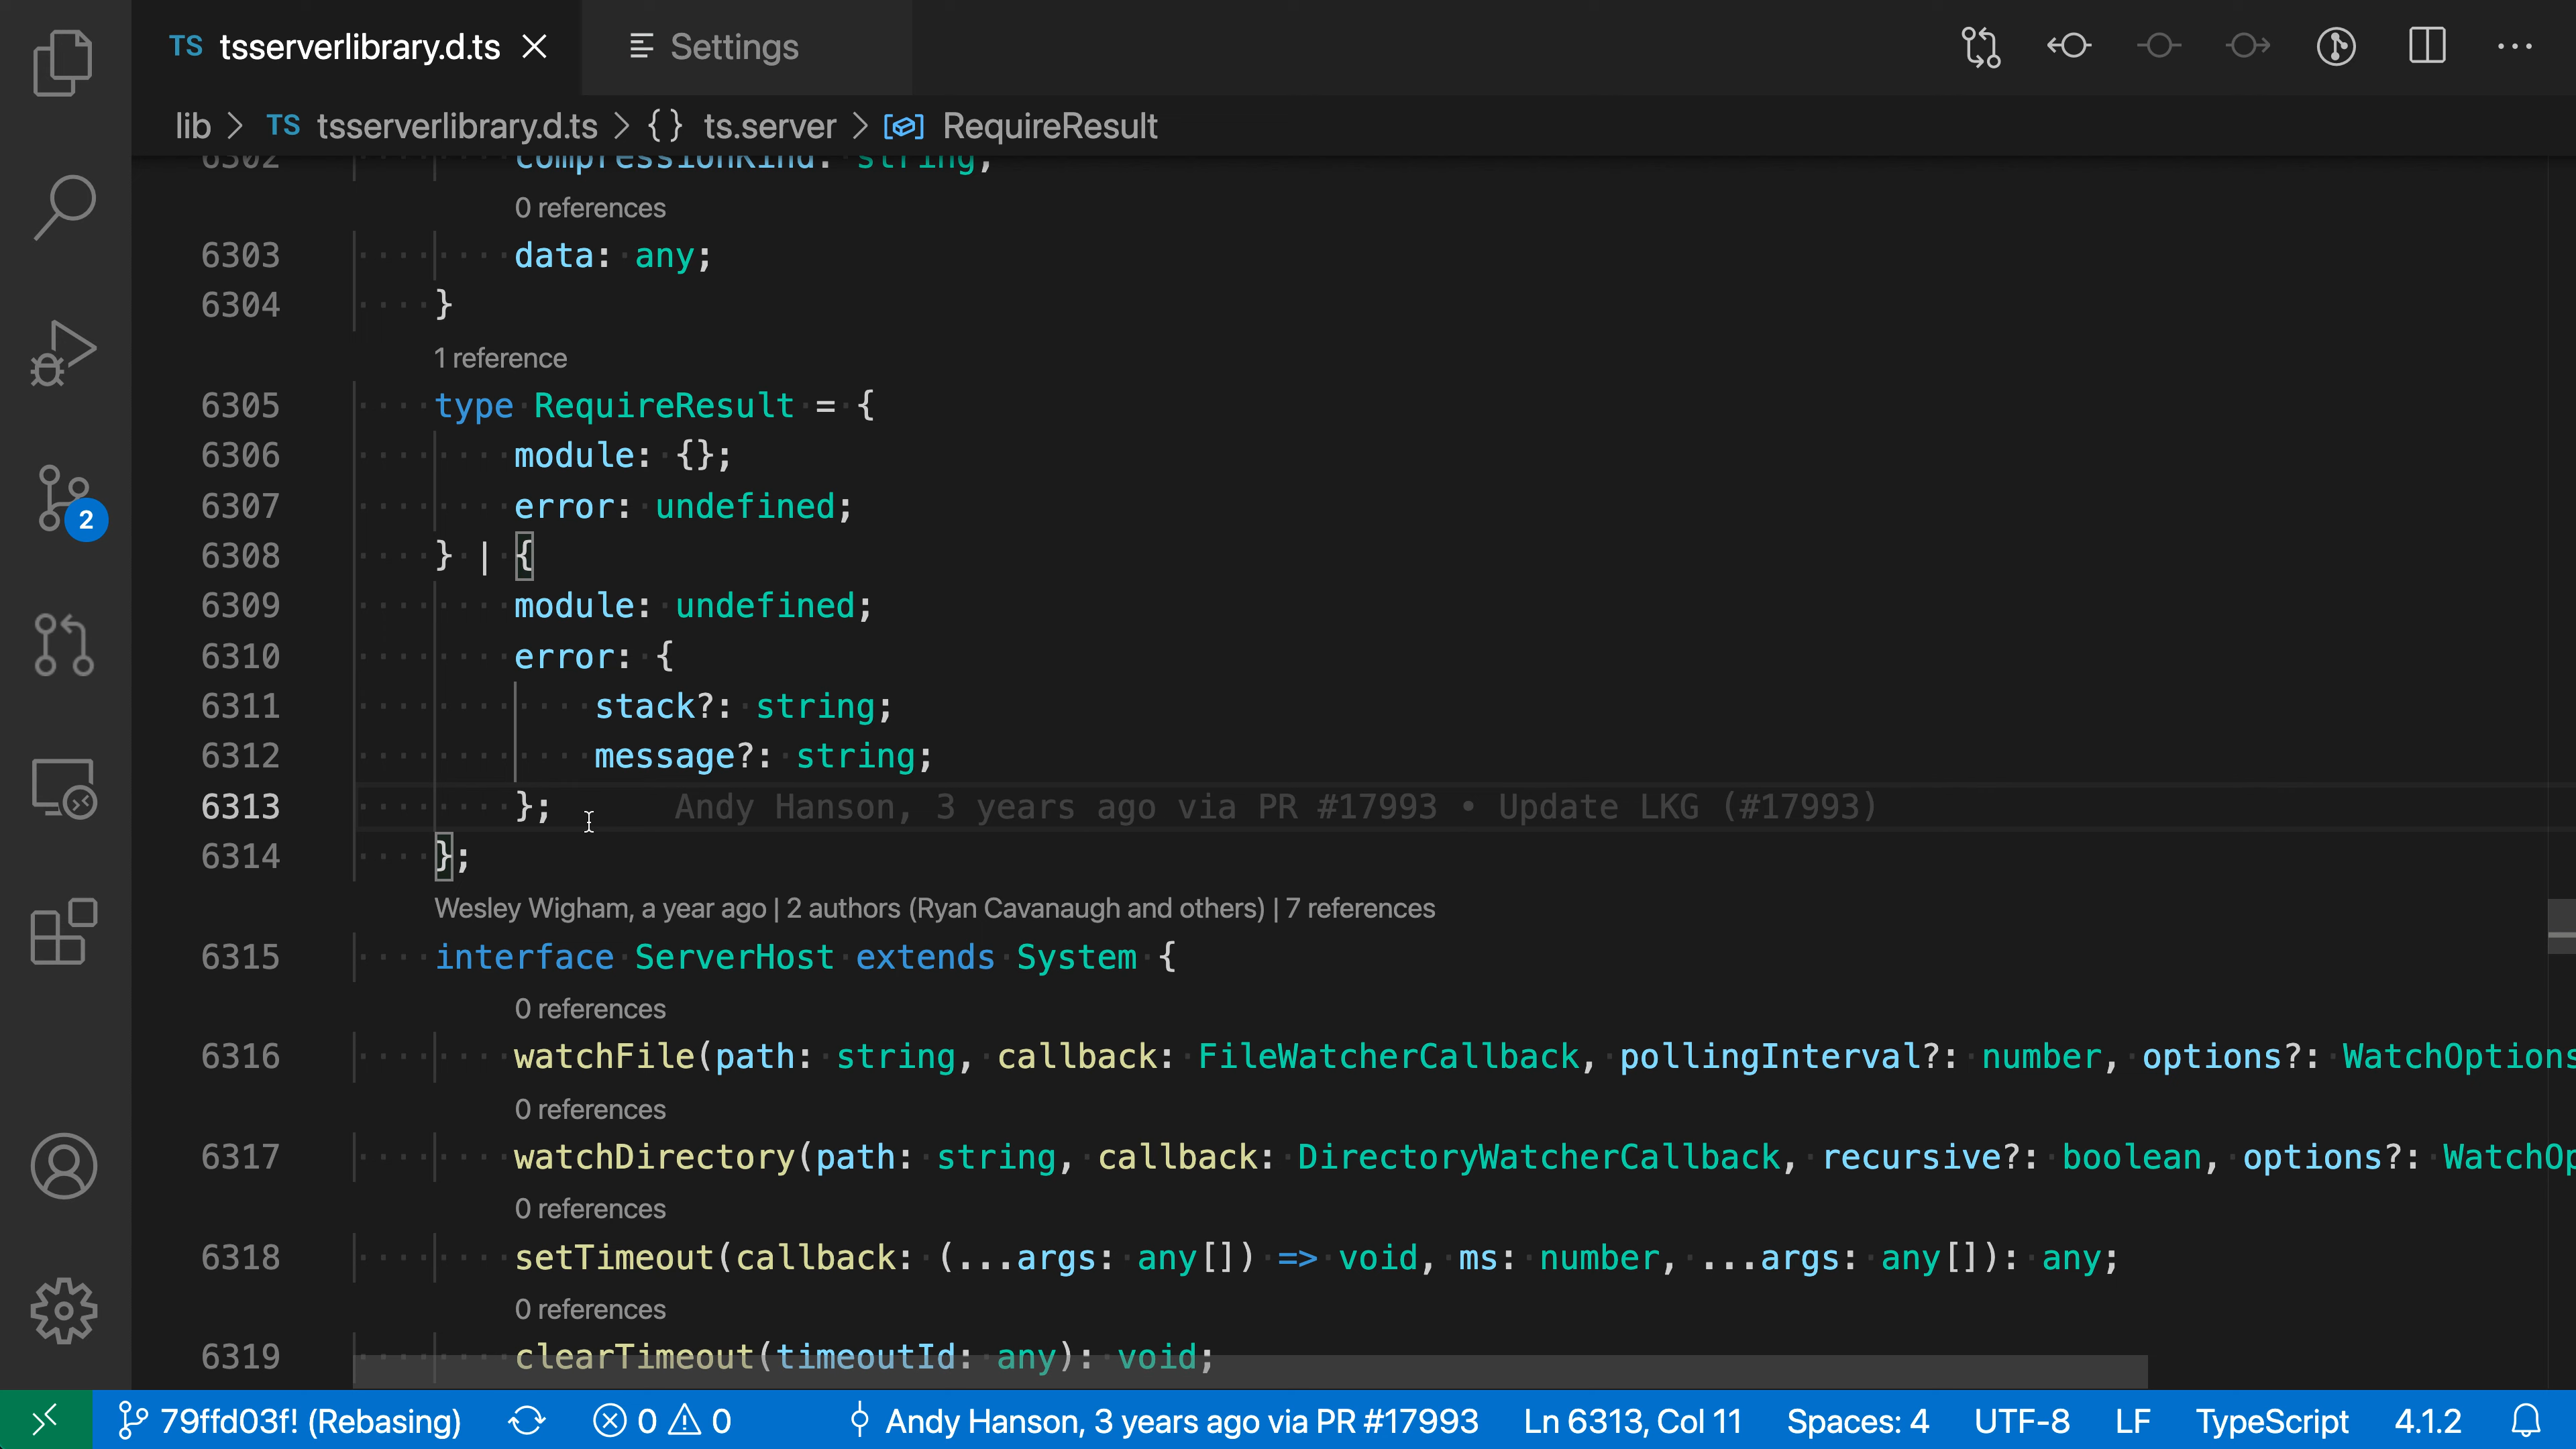 TS tsserverlibrary.d.ts Settings
lib > TS tsserverlibrary.d.ts > {} ts.server > RequireResult
6302 compressionKind: string;
0 references
6303 data: any;
6304 }
1 reference
6305 type RequireResult = {
6306 module: {};
6307 error: undefined;
6308 } | {
6309 module: undefined;
6310 error: {
6311 stack?: string;
6312 message?: string;
6313 }; Andy Hanson, 3 years ago via PR #17993 • Update LKG (#17993)
6314 };
Wesley Wigham, a year ago | 2 authors (Ryan Cavanaugh and others) | 7 references
6315 interface ServerHost extends System {
0 references
6316 watchFile(path: string, callback: FileWatcherCallback, pollingInterval?: number, options?: WatchOptions
0 references
6317 watchDirectory(path: string, callback: DirectoryWatcherCallback, recursive?: boolean, options?: WatchOp
0 references
6318 setTimeout(callback: (...args: any[]) => void, ms: number, ...args: any[]): any;
0 references
6319 clearTimeout(timeoutId: any): void;
2
79ffd03f! (Rebasing) 0 0 Andy Hanson, 3 years ago via PR #17993 Ln 6313, Col 11 Spaces: 4 UTF-8 LF TypeScript 4.1.2